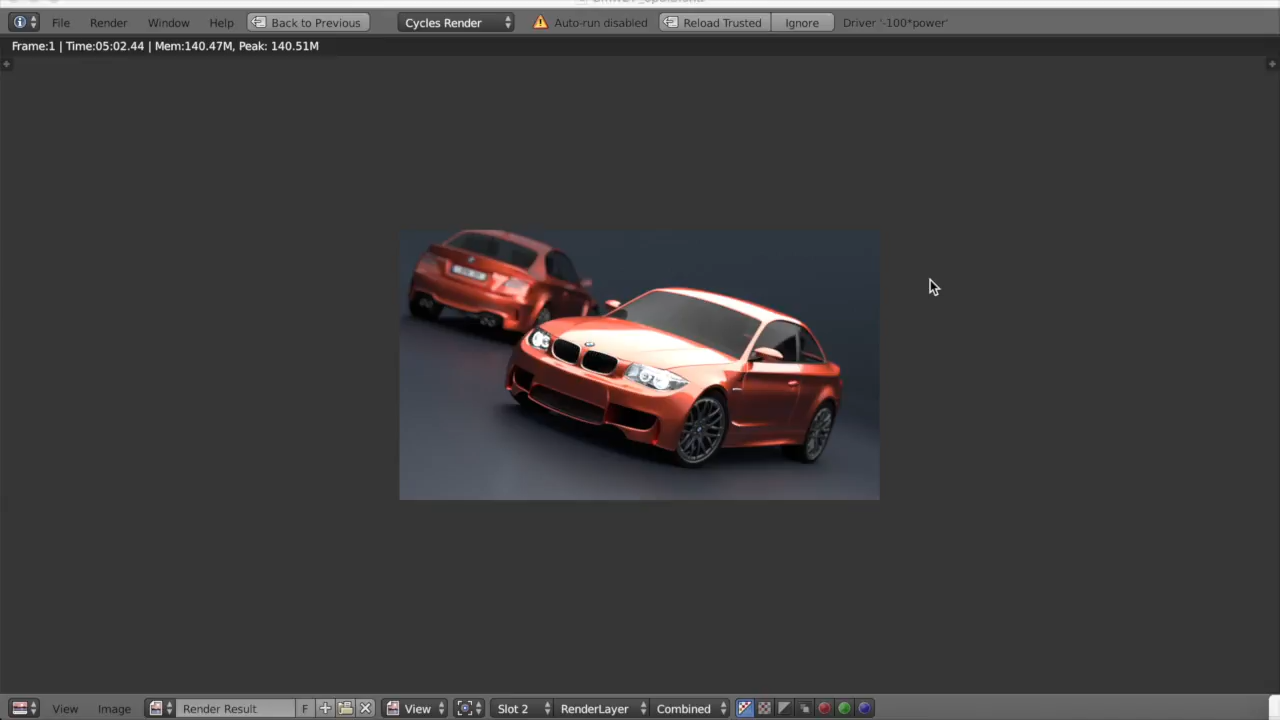 File Render Window Help Back to Previous Cycles Render Auto-run disabled Reload Trusted Ignore Driver '-100*power'
Frame:1 | Time:05:02.44 | Mem:140.47M, Peak: 140.51M
View Image Render Result F View Slot 2 RenderLayer Combined